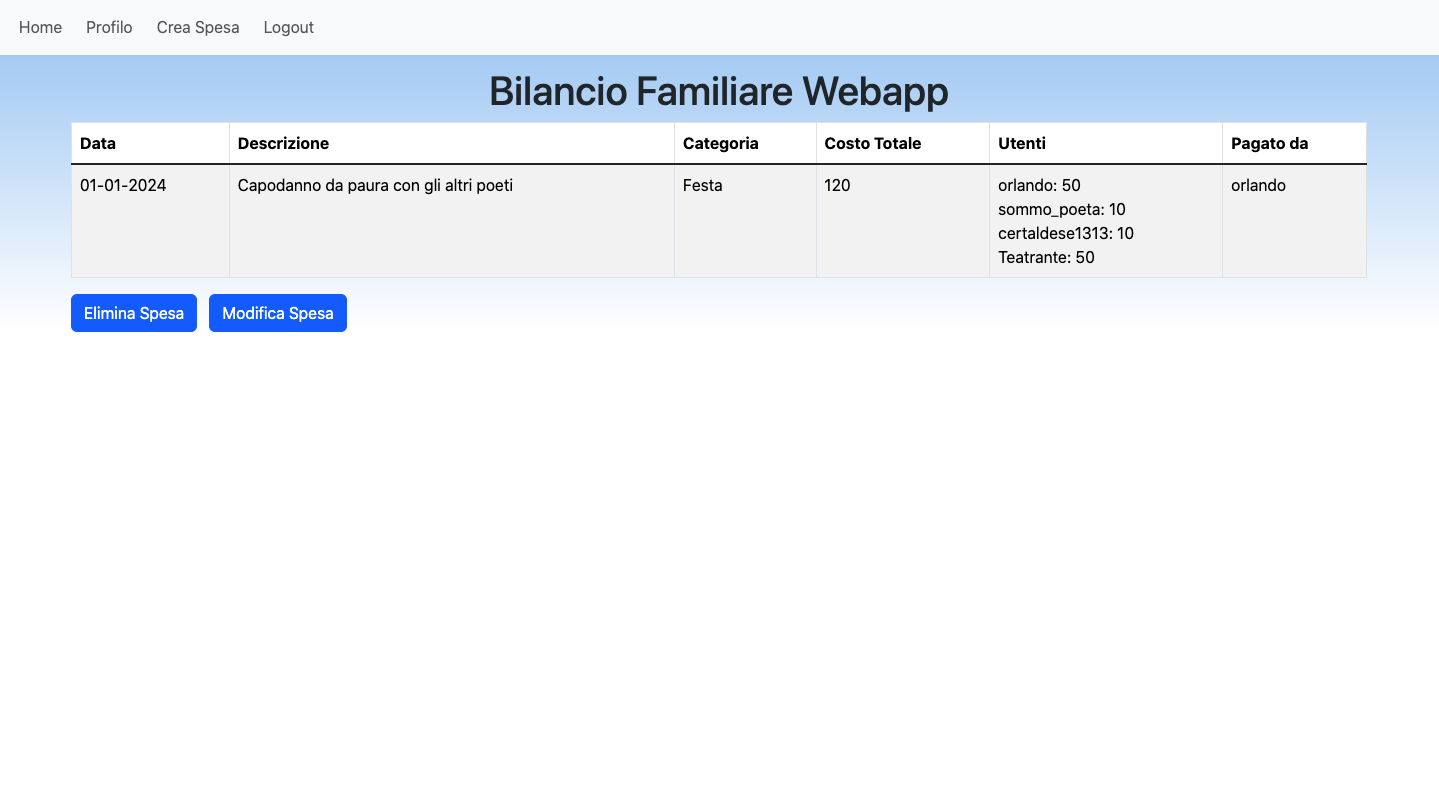 Home Profilo Crea Spesa Logout
Bilancio Familiare Webapp
Data Descrizione Categoria Costo Totale Utenti Pagato da
01-01-2024 Capodanno da paura con gli altri poeti Festa 120 orlando: 50 orlando
sommo_poeta: 10
certaldese1313: 10
Teatrante: 50
Elimina Spesa Modifica Spesa